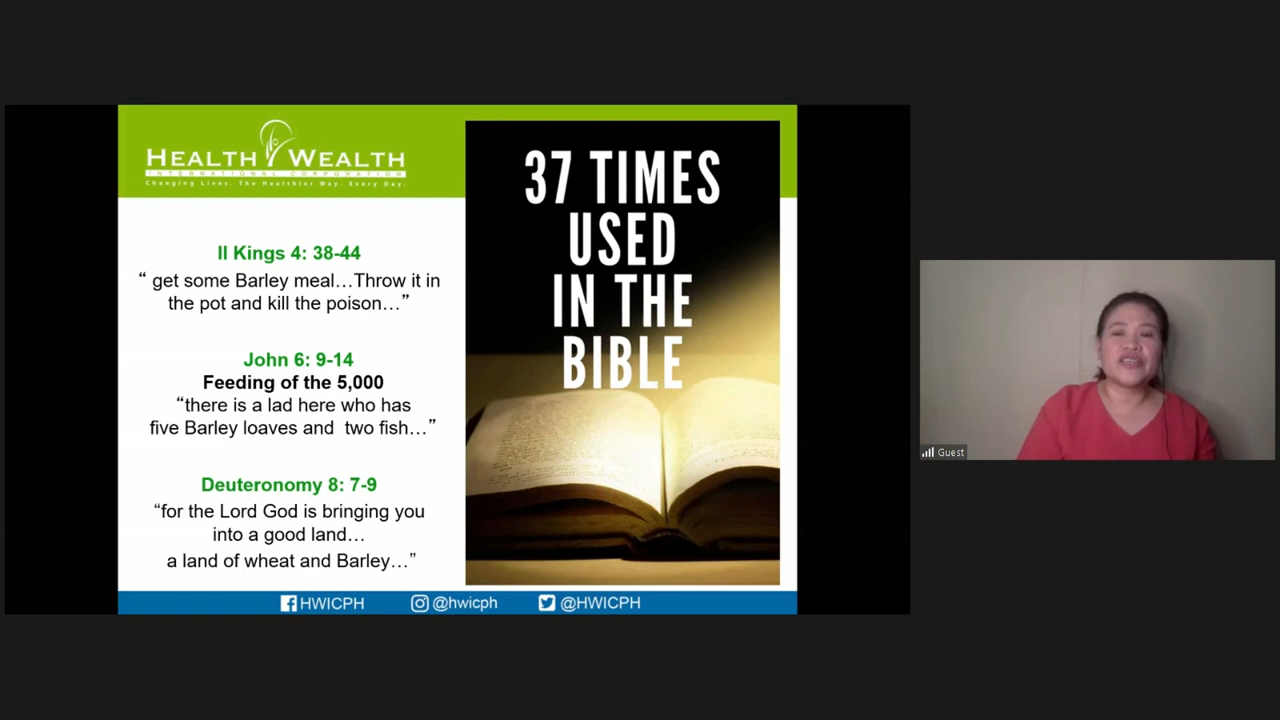 HEALTH WEALTH
INTERNATIONAL CORPORATION
Changing Lives. The Healthier Way. Every Day.
II Kings 4: 38-44
“ get some Barley meal…Throw it in
the pot and kill the poison…”
John 6: 9-14
Feeding of the 5,000
“there is a lad here who has
five Barley loaves and two fish…”
Deuteronomy 8: 7-9
“for the Lord God is bringing you
into a good land…
a land of wheat and Barley…”
37 TIMES
USED
IN THE
BIBLE
HWICPH @hwicph @HWICPH
Guest